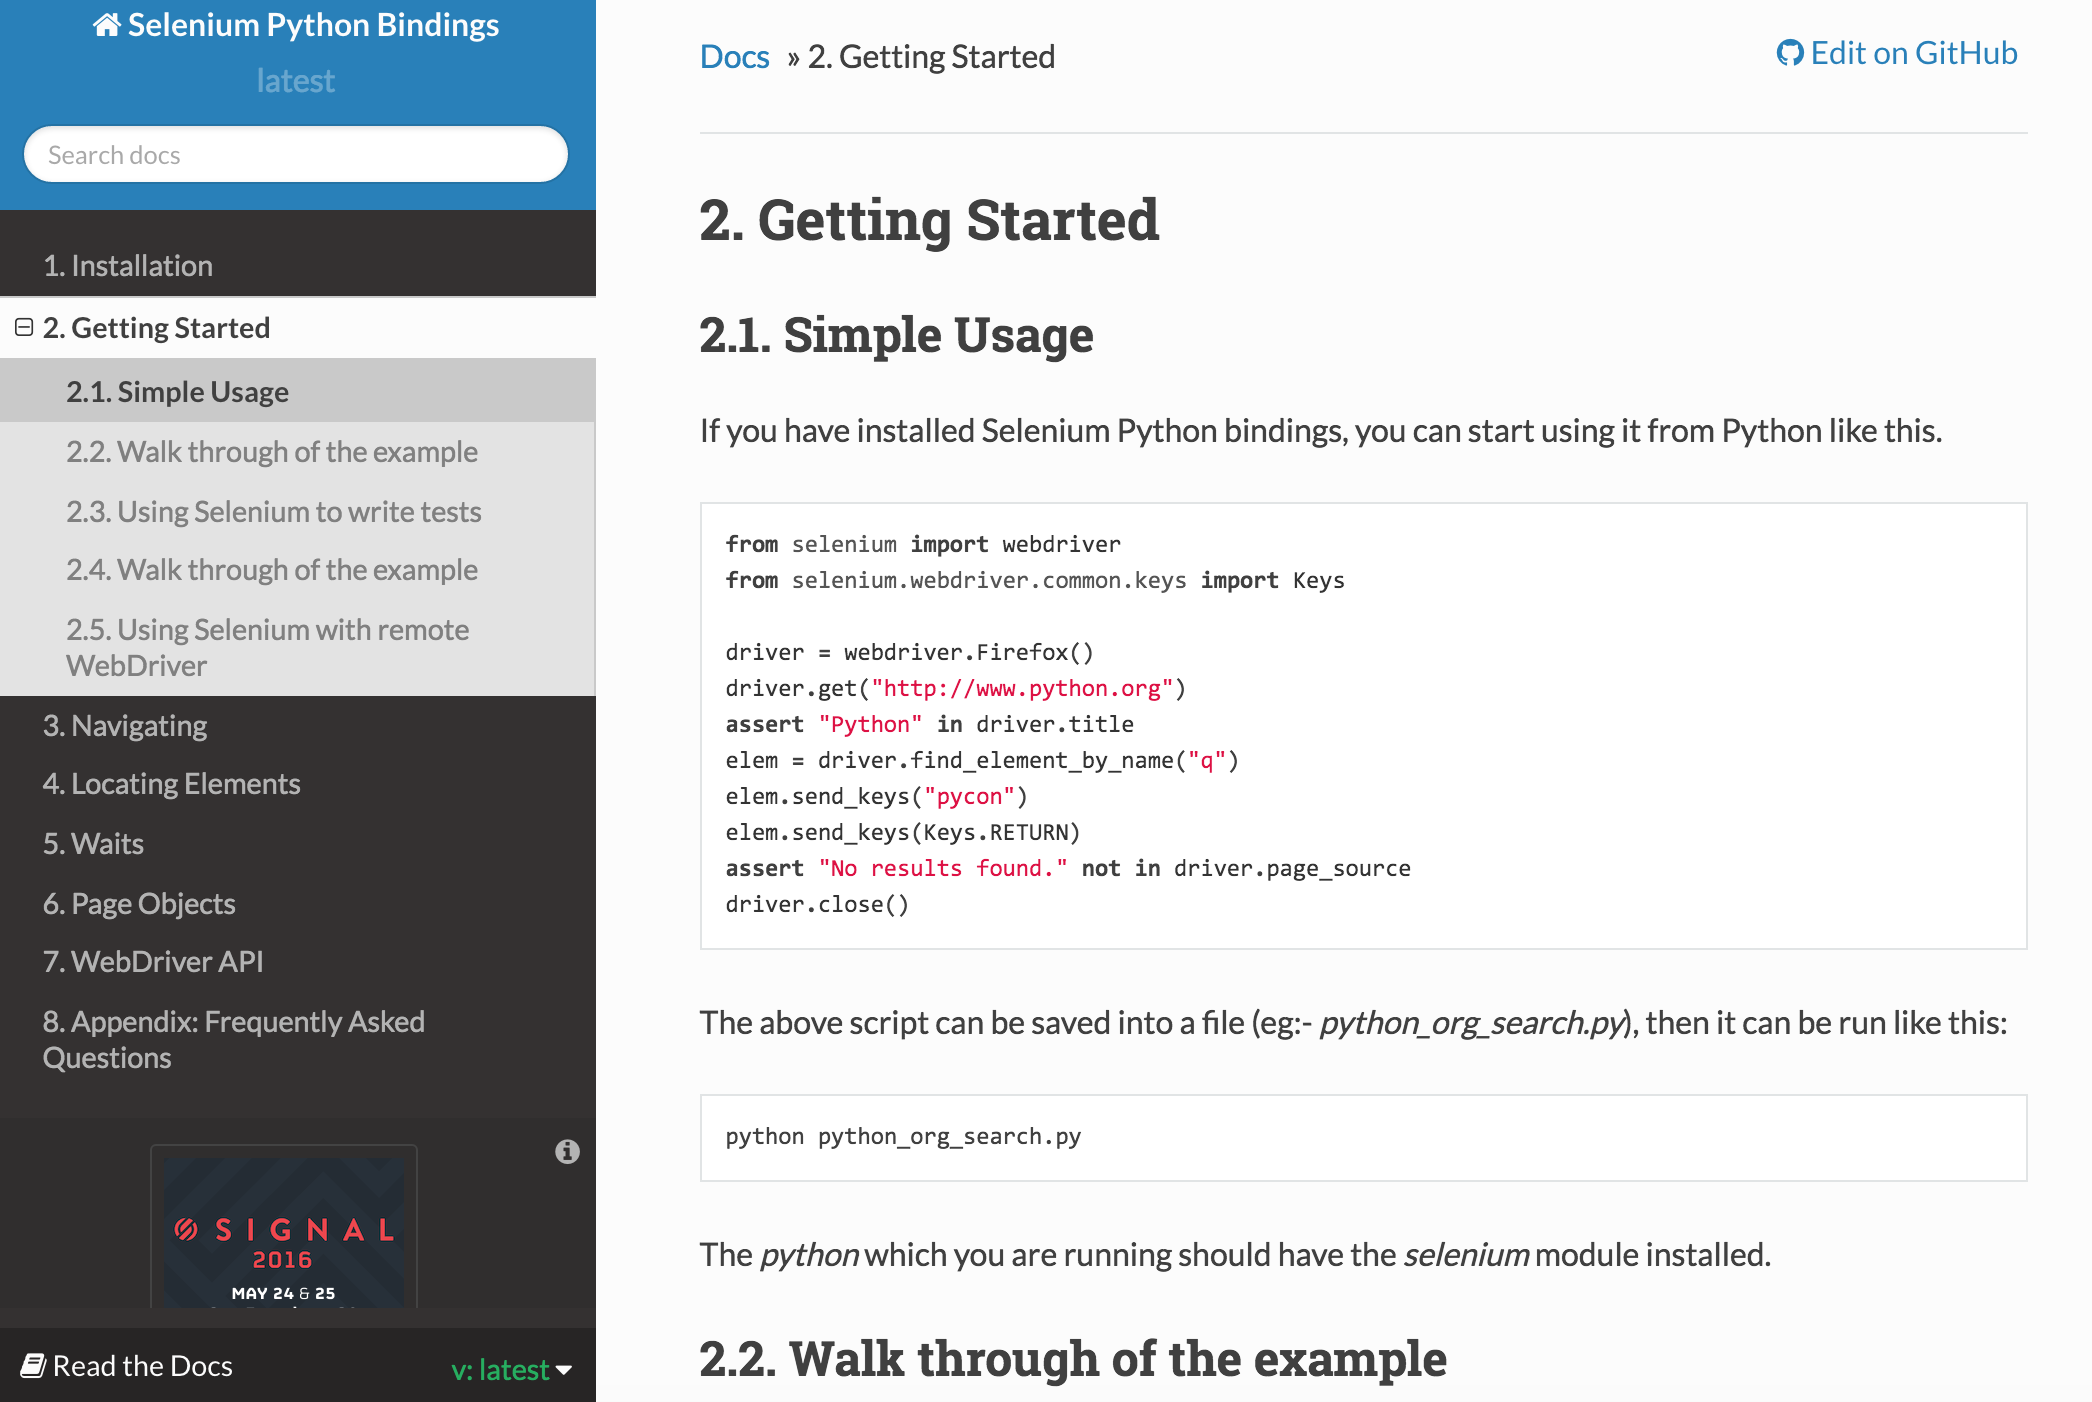 Selenium Python Bindings
latest
Search docs
1. Installation
2. Getting Started
2.1. Simple Usage
2.2. Walk through of the example
2.3. Using Selenium to write tests
2.4. Walk through of the example
2.5. Using Selenium with remote
WebDriver
3. Navigating
4. Locating Elements
5. Waits
6. Page Objects
7. WebDriver API
8. Appendix: Frequently Asked
Questions
SIGNAL
2016
MAY 24 & 25
Read the Docs
v: latest
Docs » 2. Getting Started
Edit on GitHub
2. Getting Started
2.1. Simple Usage
If you have installed Selenium Python bindings, you can start using it from Python like this.
from selenium import webdriver
from selenium.webdriver.common.keys import Keys
driver = webdriver.Firefox()
driver.get("http://www.python.org")
assert "Python" in driver.title
elem = driver.find_element_by_name("q")
elem.send_keys("pycon")
elem.send_keys(Keys.RETURN)
assert "No results found." not in driver.page_source
driver.close()
The above script can be saved into a file (eg:- python_org_search.py), then it can be run like this:
python python_org_search.py
The python which you are running should have the selenium module installed.
2.2. Walk through of the example